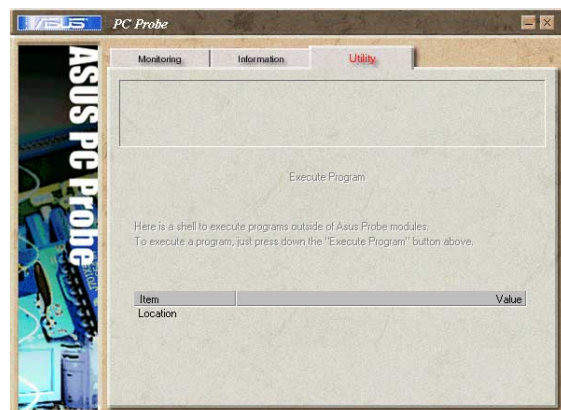 ASUS PC Probe
Monitoring Information Utility
ASUS PC Probe
Execute Program
Here is a shell to execute programs outside of Asus Probe modules.
To execute a program, just press down the "Execute Program" button above.
Item Value
Location